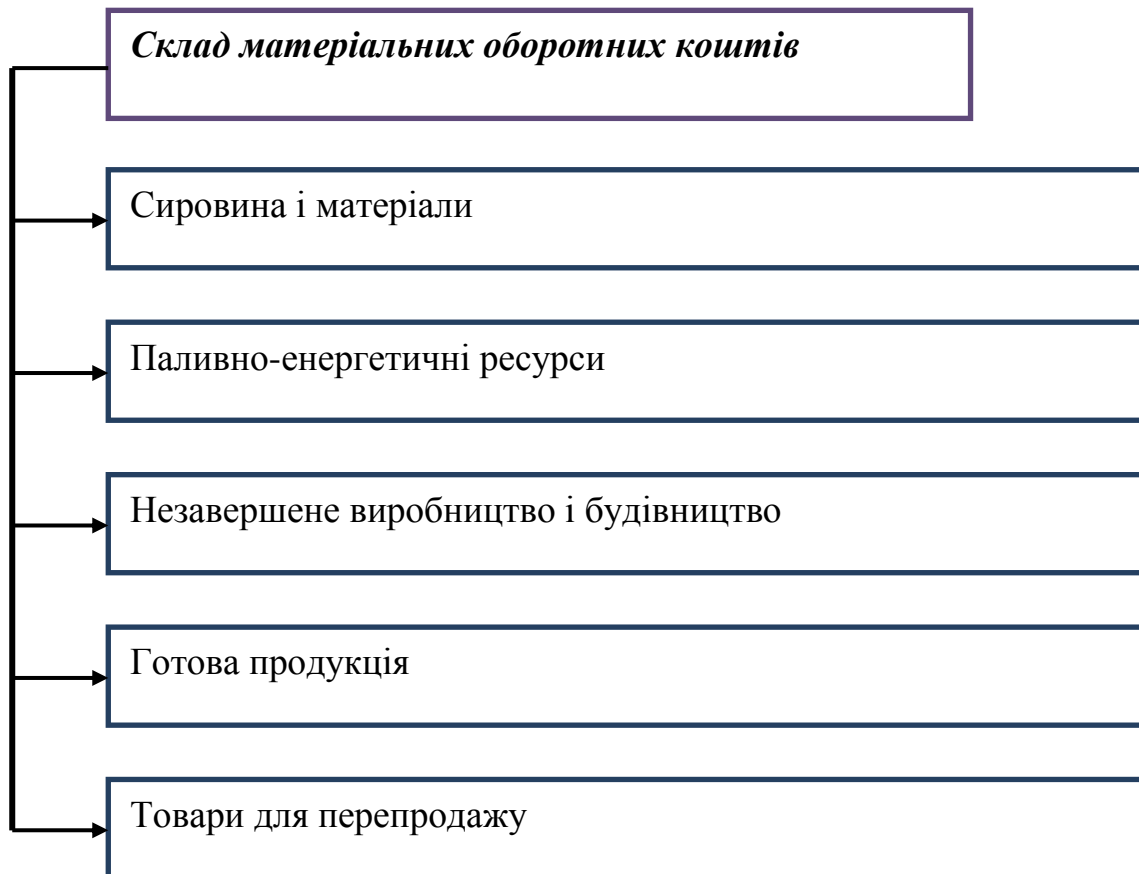 Склад матеріальних оборотних коштів
Сировина і матеріали
Паливно-енергетичні ресурси
Незавершене виробництво і будівництво
Готова продукція
Товари для перепродажу